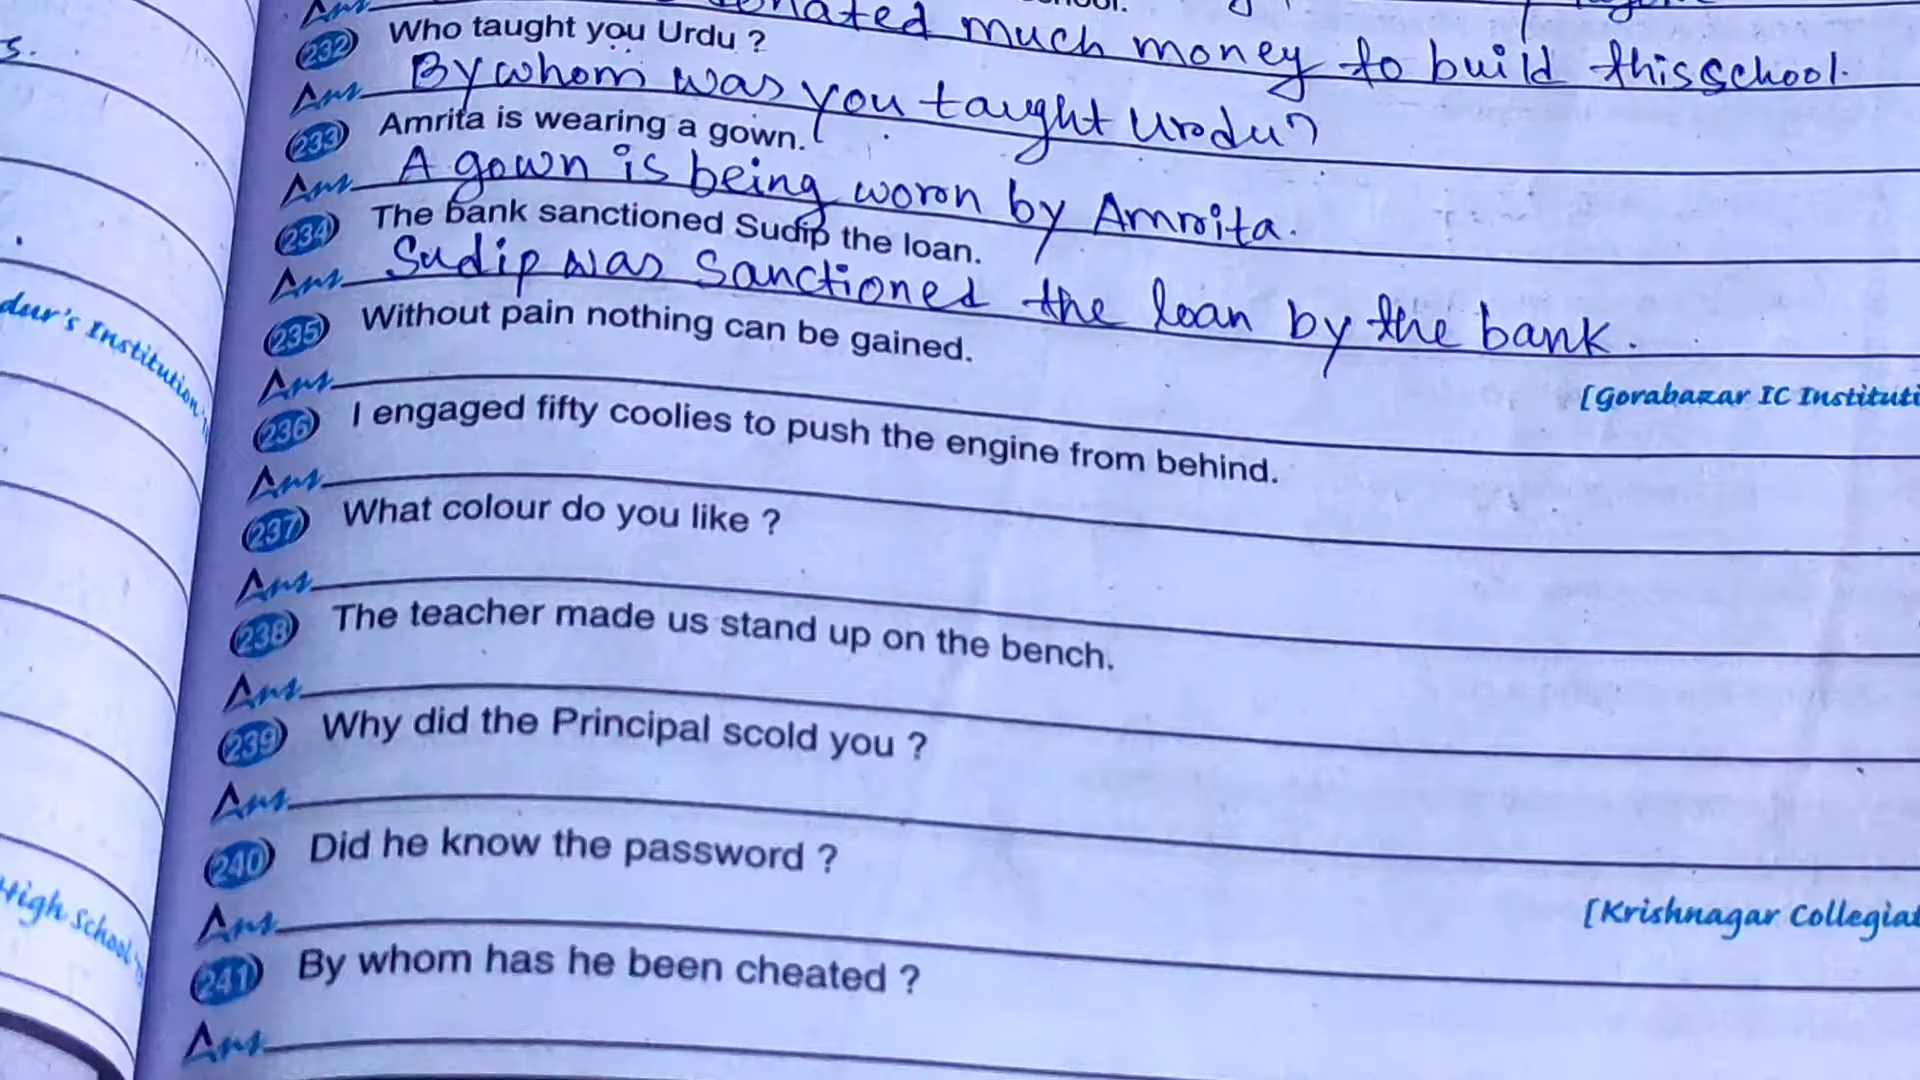 Ans
donated much money to build this school.
232 Who taught you Urdu ?
Ans By whom was you taught Urdu?
233 Amrita is wearing a gown.
Ans A gown is being worn by Amrita.
234 The bank sanctioned Sudip the loan.
Ans Sudip was sanctioned the loan by the bank.
235 Without pain nothing can be gained.
Ans [Gorabazar IC Instituti
236 I engaged fifty coolies to push the engine from behind.
Ans
237 What colour do you like ?
Ans
238 The teacher made us stand up on the bench.
Ans
239 Why did the Principal scold you ?
Ans
240 Did he know the password ?
Ans [Krishnagar Collegiat
241 By whom has he been cheated ?
Ans
s.
dur's Institution
High School